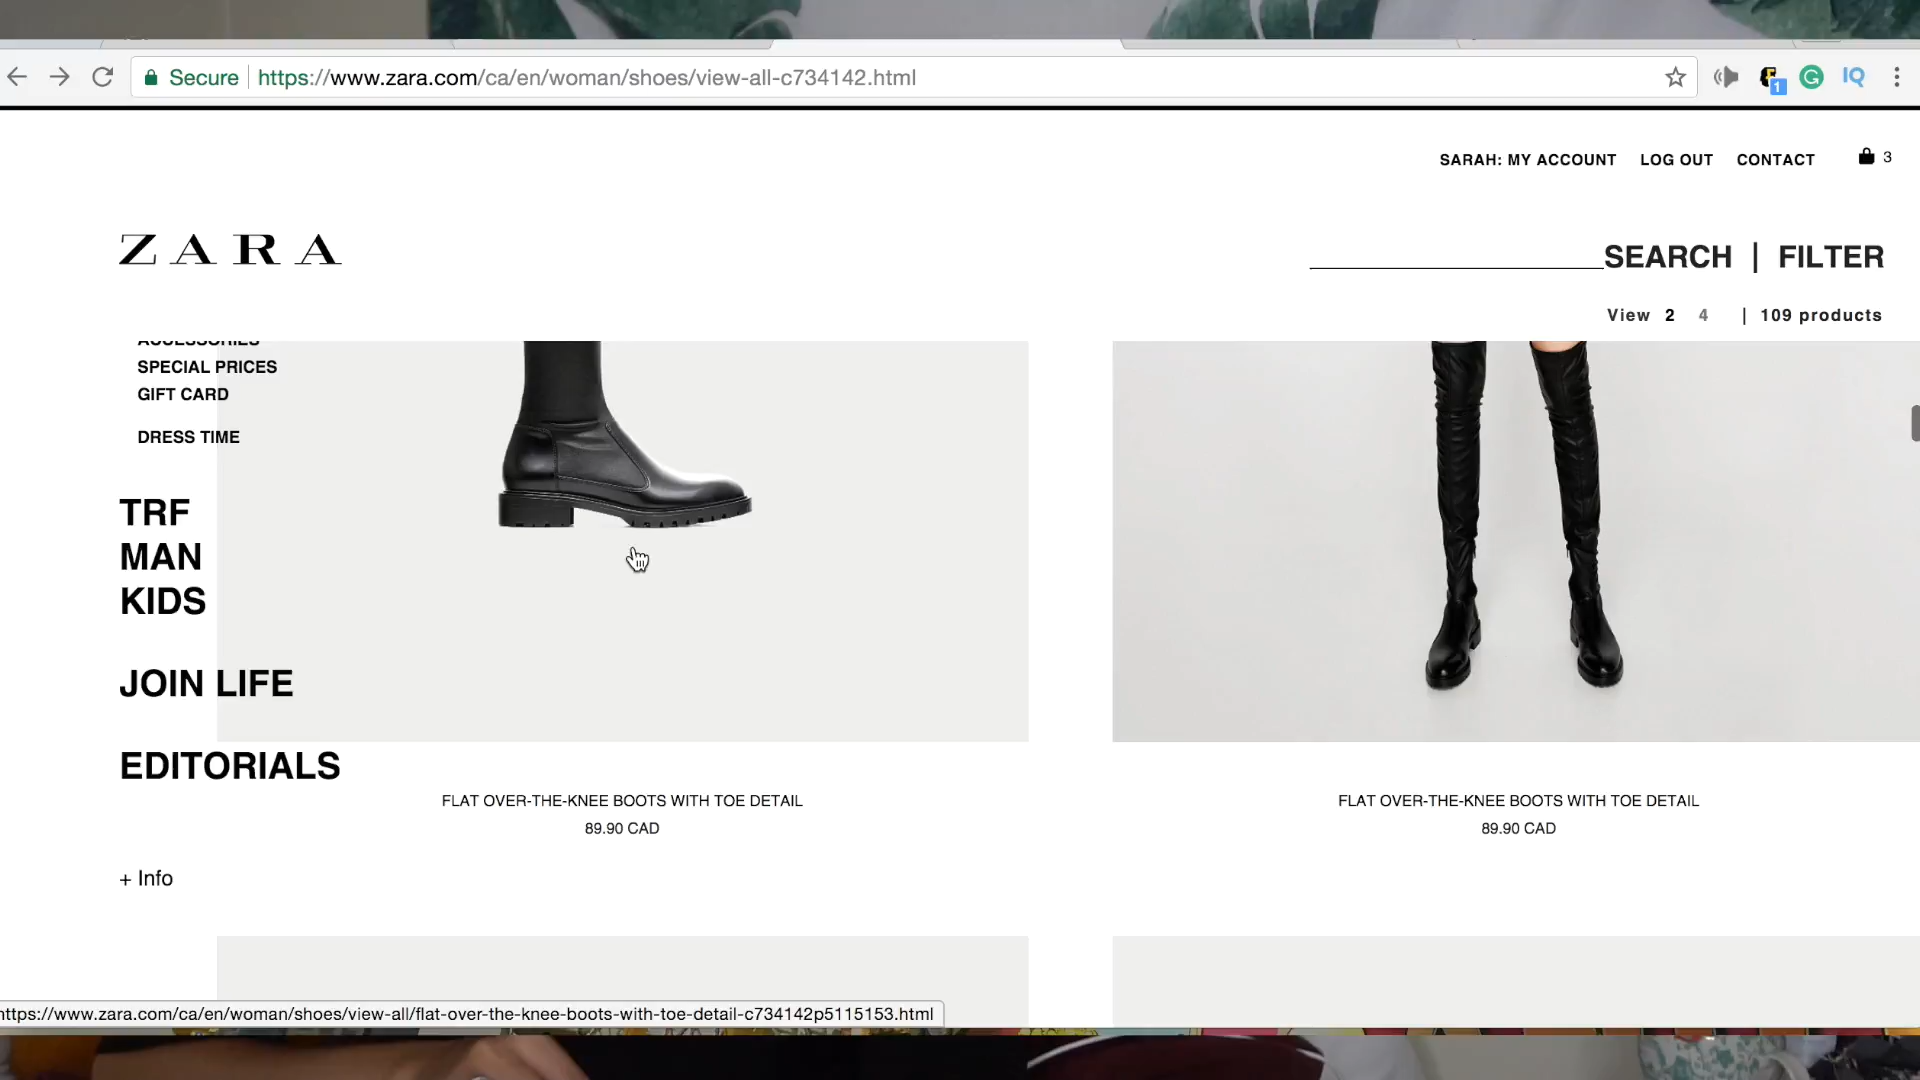 Secure https://www.zara.com/ca/en/woman/shoes/view-all-c734142.html
1
IQ
SARAH: MY ACCOUNT LOG OUT CONTACT 3
ZARA
SEARCH | FILTER
View 2 4 | 109 products
ACCESSORIES
SPECIAL PRICES
GIFT CARD
DRESS TIME
TRF
MAN
KIDS
JOIN LIFE
EDITORIALS
FLAT OVER-THE-KNEE BOOTS WITH TOE DETAIL
89.90 CAD
FLAT OVER-THE-KNEE BOOTS WITH TOE DETAIL
89.90 CAD
+ Info
https://www.zara.com/ca/en/woman/shoes/view-all/flat-over-the-knee-boots-with-toe-detail-c734142p5115153.html